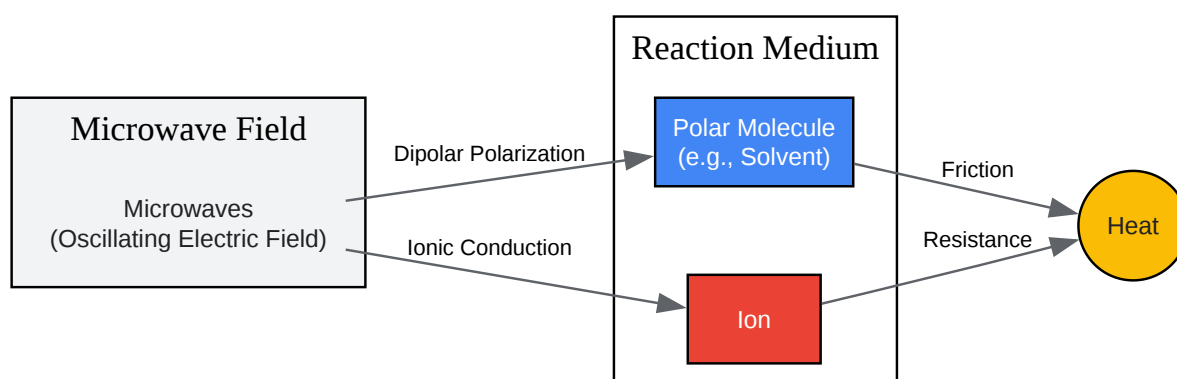 Microwave Field
Microwaves
(Oscillating Electric Field)
Dipolar Polarization
Ionic Conduction
Reaction Medium
Polar Molecule
(e.g., Solvent)
Ion
Friction
Resistance
Heat